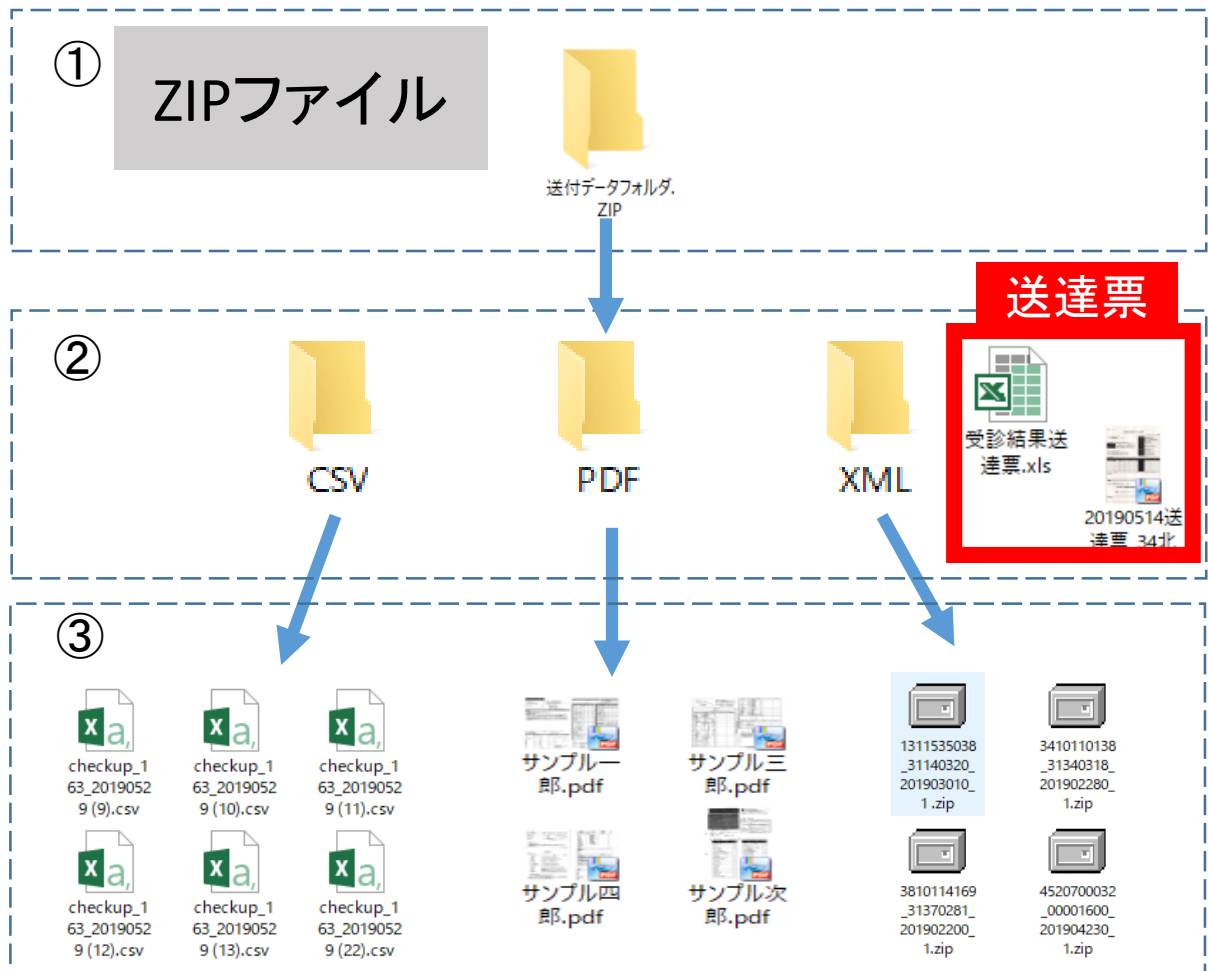 ①
ZIPファイル
送付データフォルダ.
ZIP
送達票
②
CSV
PDF
XML
受診結果送
達票.xls
20190514送
達票_34北
③
checkup_1
63_2019052
9 (9).csv
checkup_1
63_2019052
9 (10).csv
checkup_1
63_2019052
9 (11).csv
サンプル一
郎.pdf
サンプル三
郎.pdf
1311535038
_31140320_
201903010_
1 .zip
3410110138
_31340318_
201902280_
1.zip
checkup_1
63_2019052
9 (12).csv
checkup_1
63_2019052
9 (13).csv
checkup_1
63_2019052
9 (22).csv
サンプル四
郎.pdf
サンプル次
郎.pdf
3810114169
_31370281_
201902200_
1.zip
4520700032
_00001600_
201904230_
1.zip